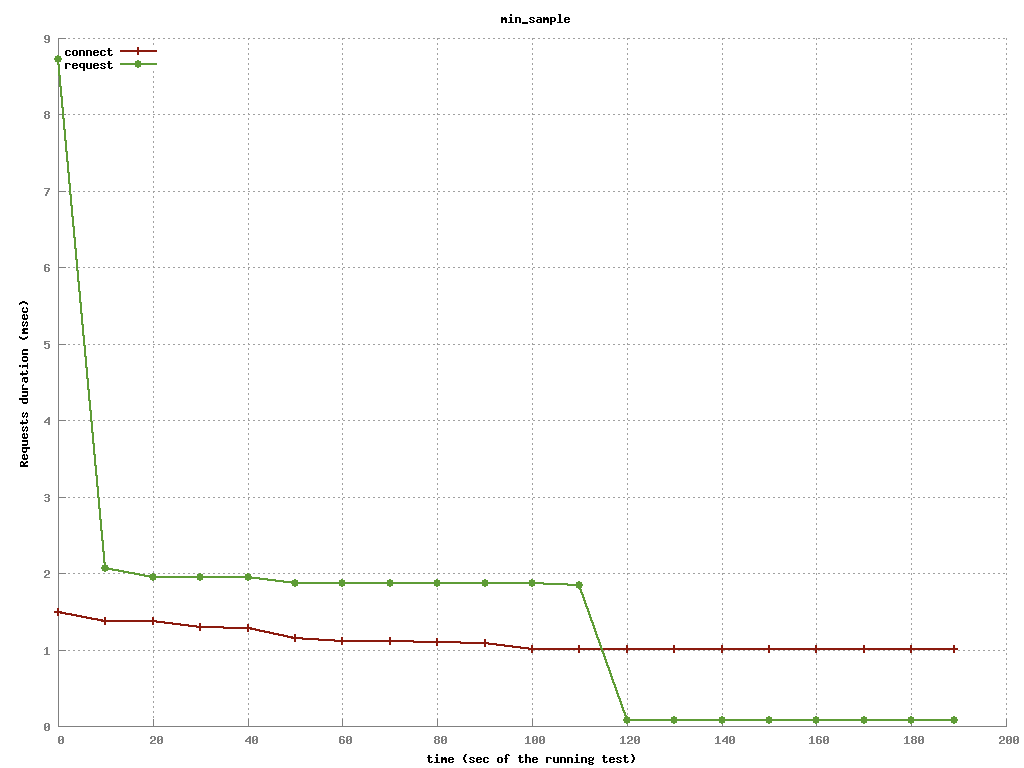 min_sample
connect
request
9
8
7
6
5
4
3
2
1
0
Requests duration (msec)
0 20 40 60 80 100 120 140 160 180 200
time (sec of the running test)